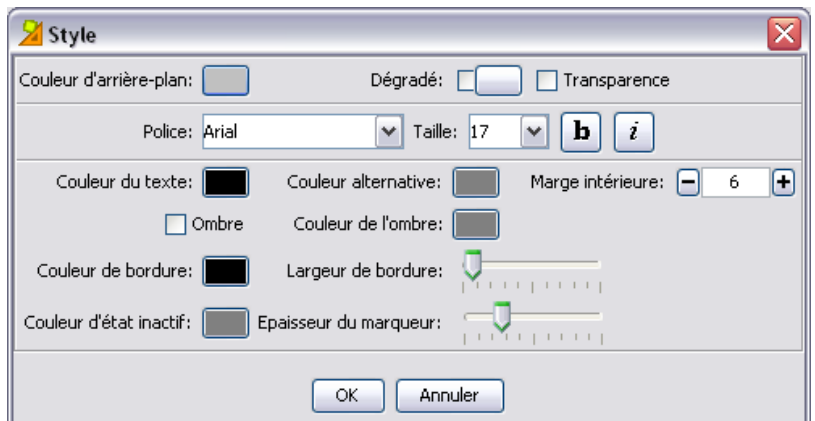 Style
Couleur d'arrière-plan: Dégradé: Transparence
Police: Arial Taille: 17 b i
Couleur du texte: Couleur alternative: Marge intérieure: - 6 +
Ombre Couleur de l'ombre:
Couleur de bordure: Largeur de bordure:
Couleur d'état inactif: Epaisseur du marqueur:
OK Annuler